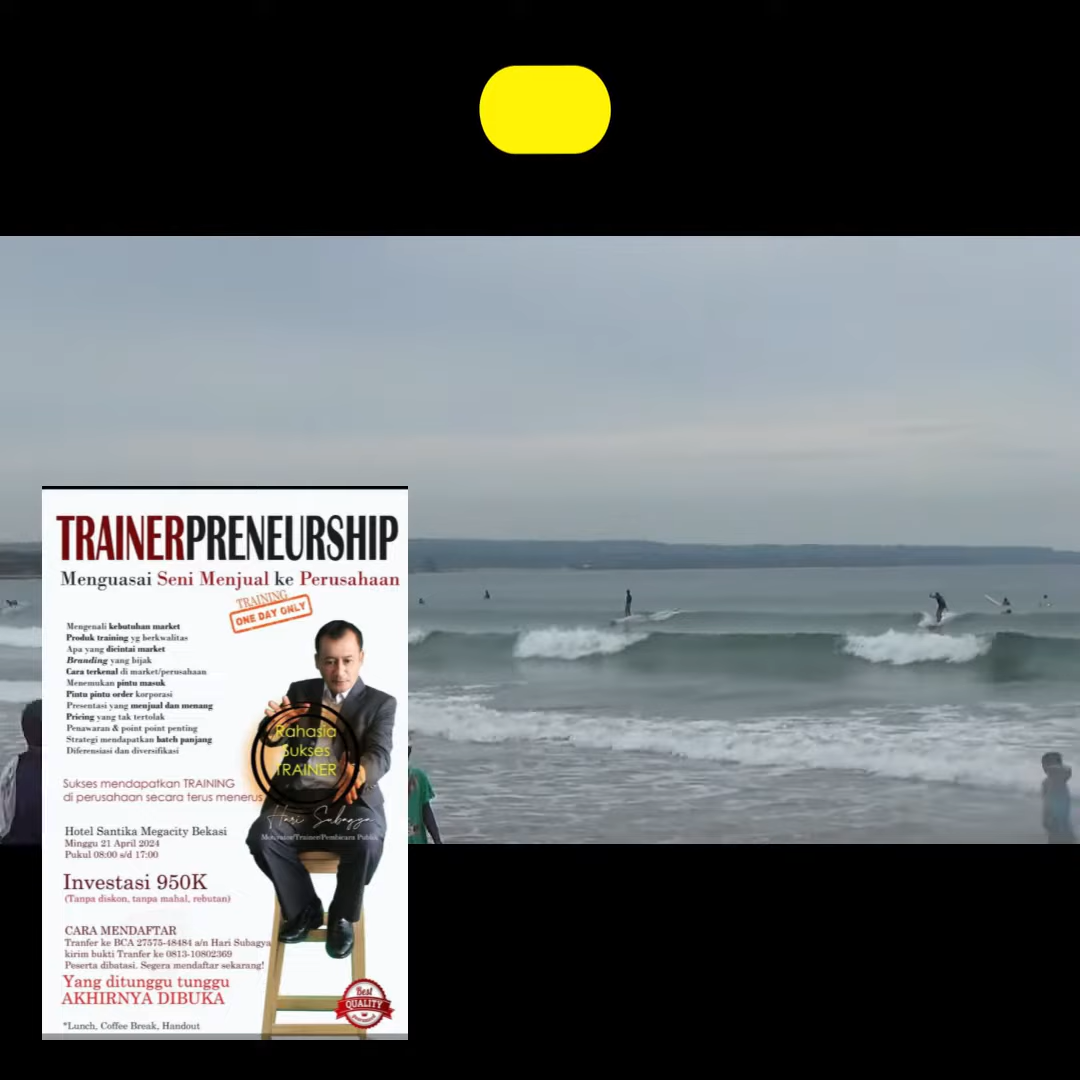 TRAINERPRENEURSHIP
Menguasai Seni Menjual ke Perusahaan
TRAINING
ONE DAY ONLY
Mengenali kebutuhan market
Produk training yg berkwalitas
Apa yang dicintai market
Branding yang bijak
Cara terkenal di market/perusahaan
Menemukan pintu masuk
Pintu pintu order korporasi
Presentasi yang menjual dan menang
Pricing yang tak tertolak
Penawaran & point point penting
Strategi mendapatkan batch panjang
Diferensiasi dan diversifikasi
Rahasia
Sukses
TRAINER
Sukses mendapatkan TRAINING
di perusahaan secara terus menerus
Hari Subagya
Motivator/Trainer/Pembicara Publik
Hotel Santika Megacity Bekasi
Minggu 21 April 2024
Pukul 08:00 s/d 17:00
Investasi 950K
(Tanpa diskon, tanpa mahal, rebutan)
CARA MENDAFTAR
Tranfer ke BCA 27575-48484 a/n Hari Subagya
kirim bukti Tranfer ke 0813-10802369
Peserta dibatasi. Segera mendaftar sekarang!
Yang ditunggu tunggu
AKHIRNYA DIBUKA
Best
QUALITY
*Lunch, Coffee Break, Handout